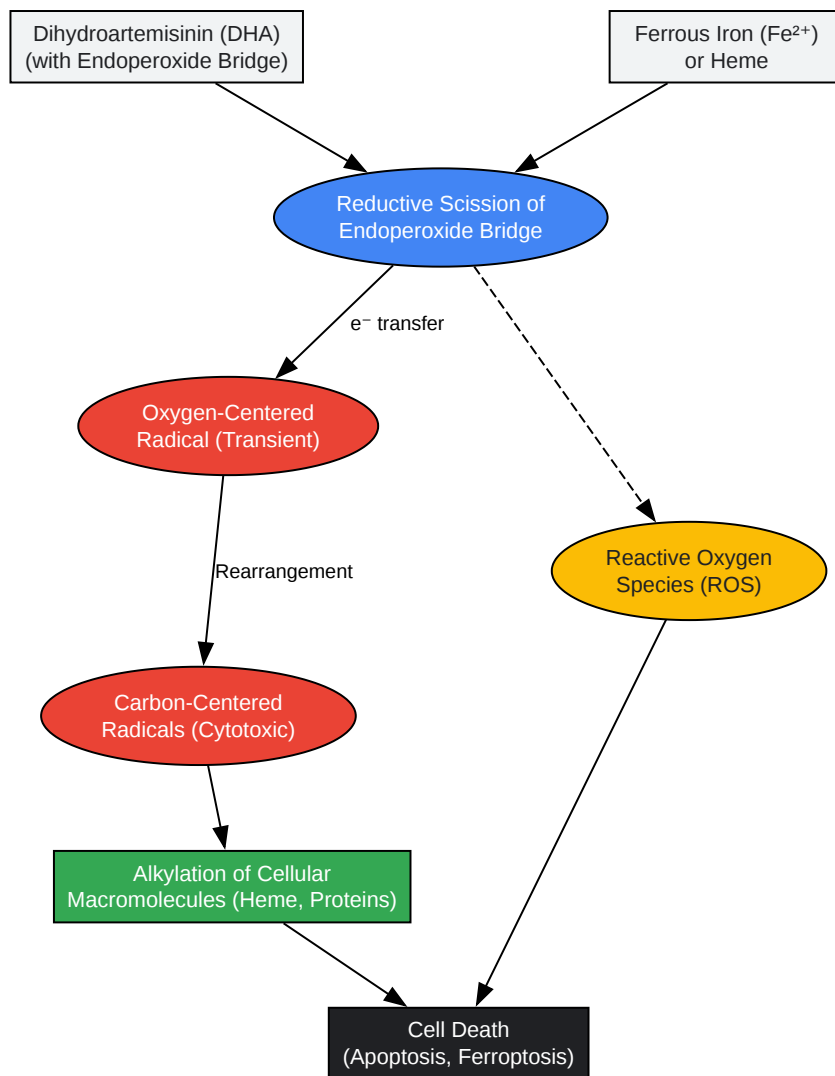 Dihydroartemisinin (DHA)
(with Endoperoxide Bridge)
Ferrous Iron (Fe²⁺)
or Heme
Reductive Scission of
Endoperoxide Bridge
e⁻ transfer
Oxygen-Centered
Radical (Transient)
Reactive Oxygen
Species (ROS)
Rearrangement
Carbon-Centered
Radicals (Cytotoxic)
Alkylation of Cellular
Macromolecules (Heme, Proteins)
Cell Death
(Apoptosis, Ferroptosis)